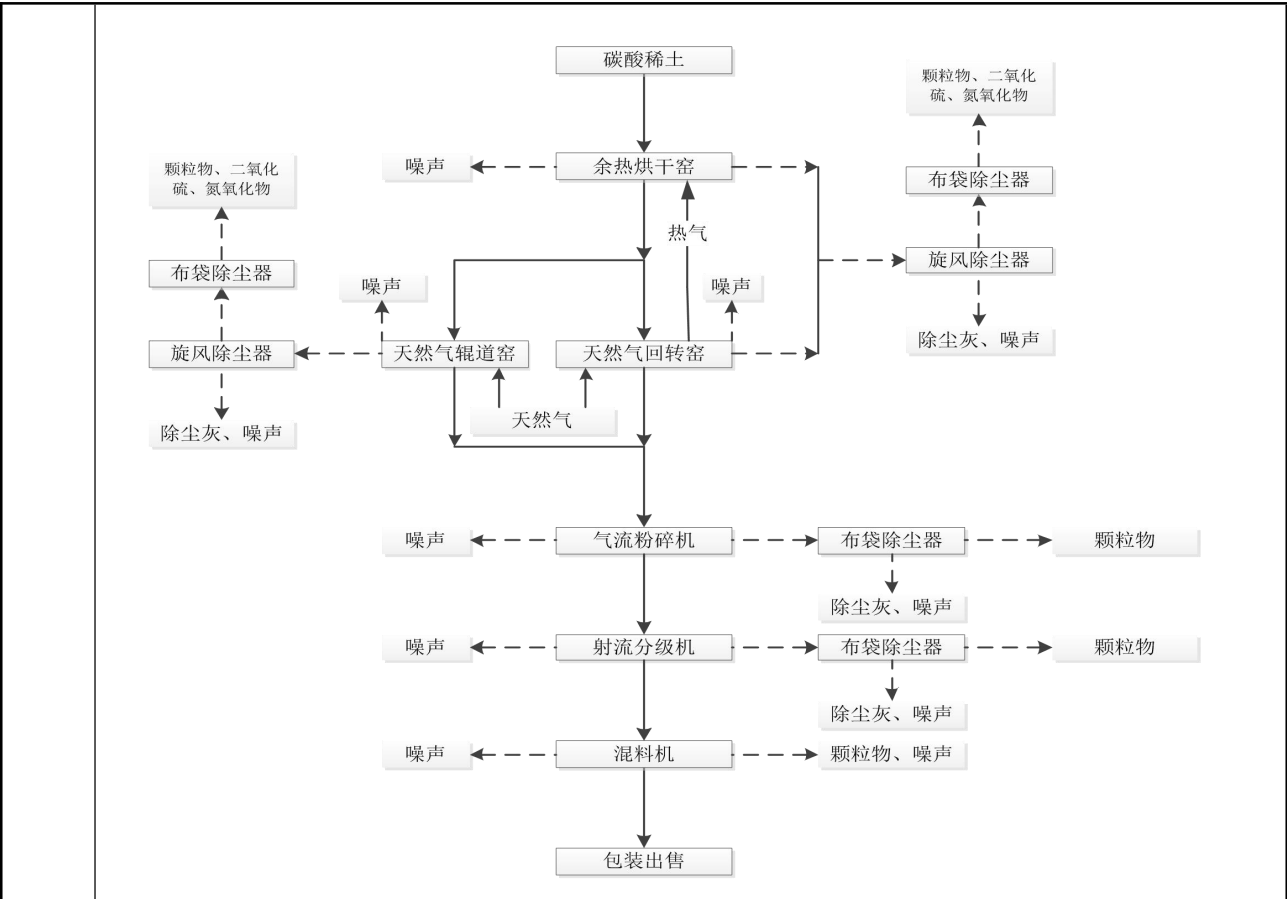 碳酸稀土
颗粒物、二氧化
硫、氮氧化物
噪声
余热烘干窑
颗粒物、二氧化
硫、氮氧化物
布袋除尘器
热气
旋风除尘器
布袋除尘器
噪声
噪声
除尘灰、噪声
旋风除尘器
天然气辊道窑
天然气回转窑
天然气
除尘灰、噪声
噪声
气流粉碎机
布袋除尘器
颗粒物
除尘灰、噪声
噪声
射流分级机
布袋除尘器
颗粒物
除尘灰、噪声
噪声
混料机
颗粒物、噪声
包装出售